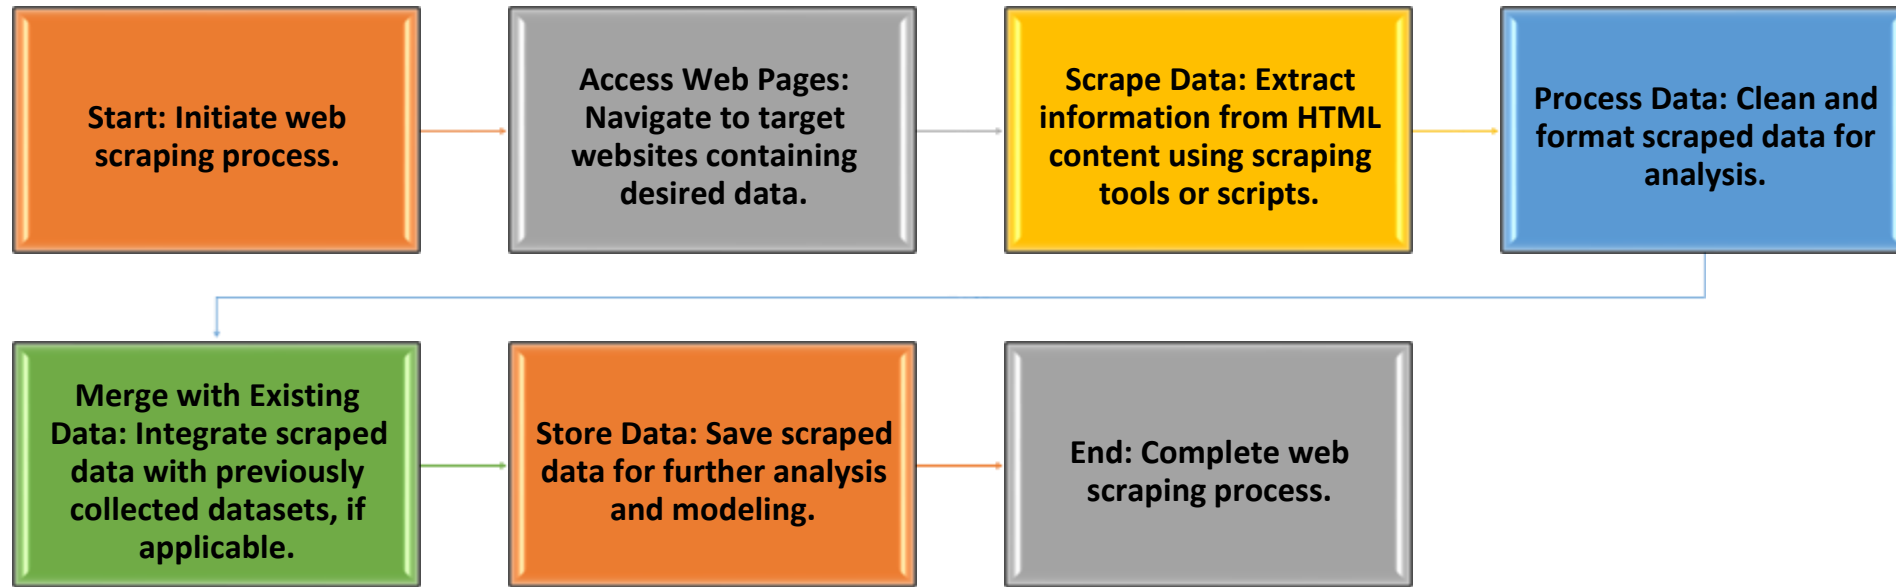 Start: Initiate web
scraping process.
Access Web Pages:
Navigate to target
websites containing
desired data.
Scrape Data: Extract
information from HTML
content using scraping
tools or scripts.
Process Data: Clean and
format scraped data for
analysis.
Merge with Existing
Data: Integrate scraped
data with previously
collected datasets, if
applicable.
Store Data: Save scraped
data for further analysis
and modeling.
End: Complete web
scraping process.